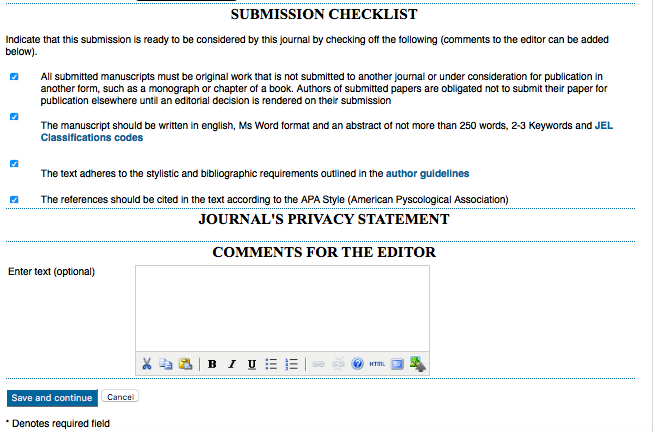 SUBMISSION CHECKLIST
Indicate that this submission is ready to be considered by this journal by checking off the following (comments to the editor can be added
below).
All submitted manuscripts must be original work that is not submitted to another journal or under consideration for publication in
another form, such as a monograph or chapter of a book. Authors of submitted papers are obligated not to submit their paper for
publication elsewhere until an editorial decision is rendered on their submission
The manuscript should be written in english, Ms Word format and an abstract of not more than 250 words, 2-3 Keywords and JEL
Classifications codes
The text adheres to the stylistic and bibliographic requirements outlined in the author guidelines
The references should be cited in the text according to the APA Style (American Pyscological Association)
JOURNAL'S PRIVACY STATEMENT
COMMENTS FOR THE EDITOR
Enter text (optional)
B I U HTML
Save and continue Cancel
* Denotes required field